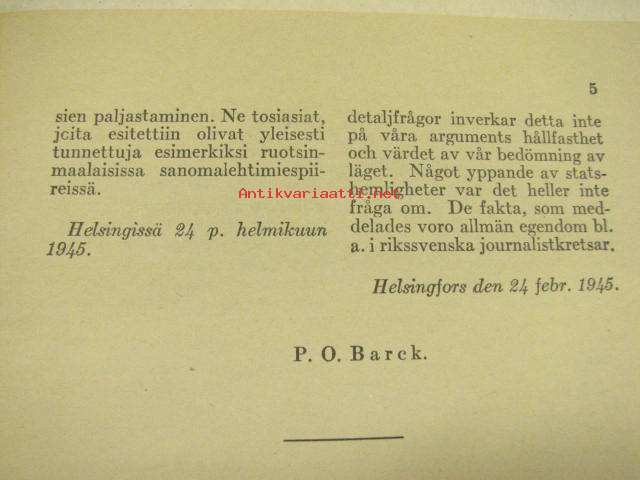 5
sien paljastaminen. Ne tosiasiat,
jcita esitettiin olivat yleisesti
tunnettuja esimerkiksi ruotsin-
maalaisissa sanomalehtimiespii-
reissä.
Helsingissä 24 p. helmikuun
1945.
detaljfrågor inverkar detta inte
på våra arguments hållfasthet
och värdet av vår bedömning av
läget. Något yppande av stats-
hemligheter var det heller inte
fråga om. De fakta, som med-
delades voro allmän egendom bl.
a. i rikssvenska journalistkretsar.
Helsingfors den 24 febr. 1945.
P. O. Barck.
Antikvariaatti.net